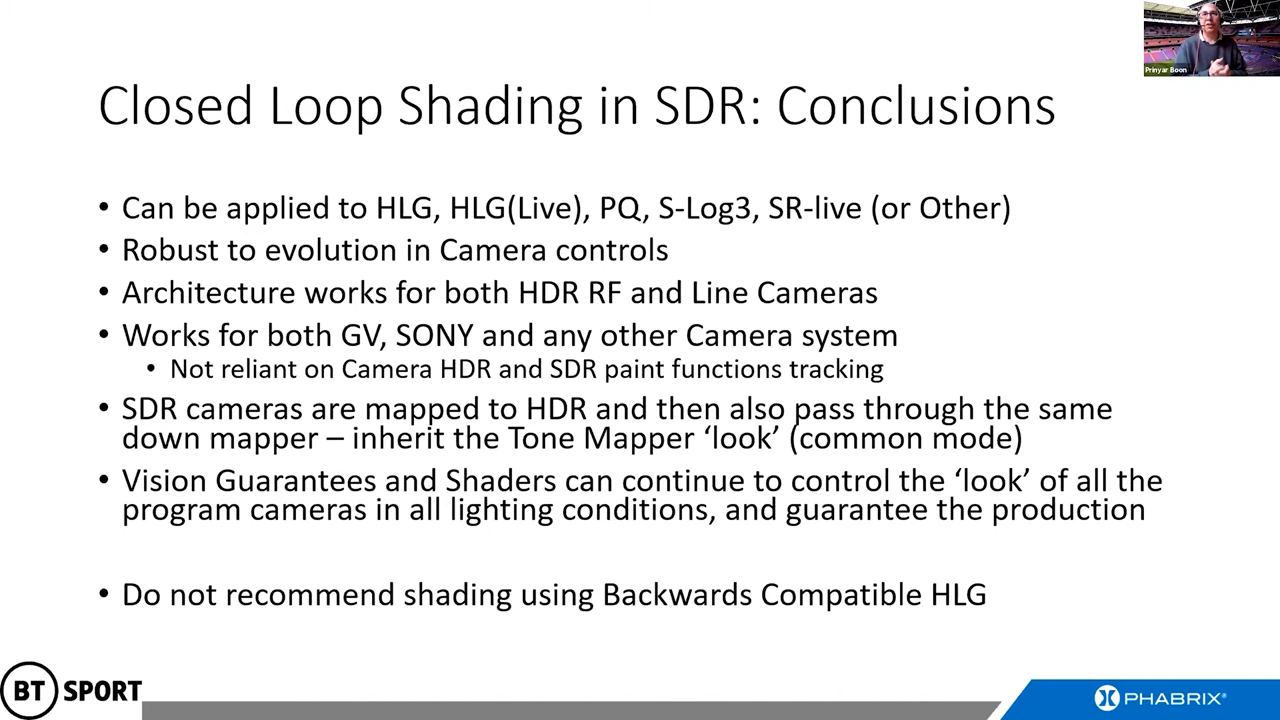 Prinyar Boon
Closed Loop Shading in SDR: Conclusions
• Can be applied to HLG, HLG(Live), PQ, S-Log3, SR-live (or Other)
• Robust to evolution in Camera controls
• Architecture works for both HDR RF and Line Cameras
• Works for both GV, SONY and any other Camera system
• Not reliant on Camera HDR and SDR paint functions tracking
• SDR cameras are mapped to HDR and then also pass through the same
down mapper – inherit the Tone Mapper ‘look’ (common mode)
• Vision Guarantees and Shaders can continue to control the ‘look’ of all the
program cameras in all lighting conditions, and guarantee the production
• Do not recommend shading using Backwards Compatible HLG
BT SPORT
PHABRIX®